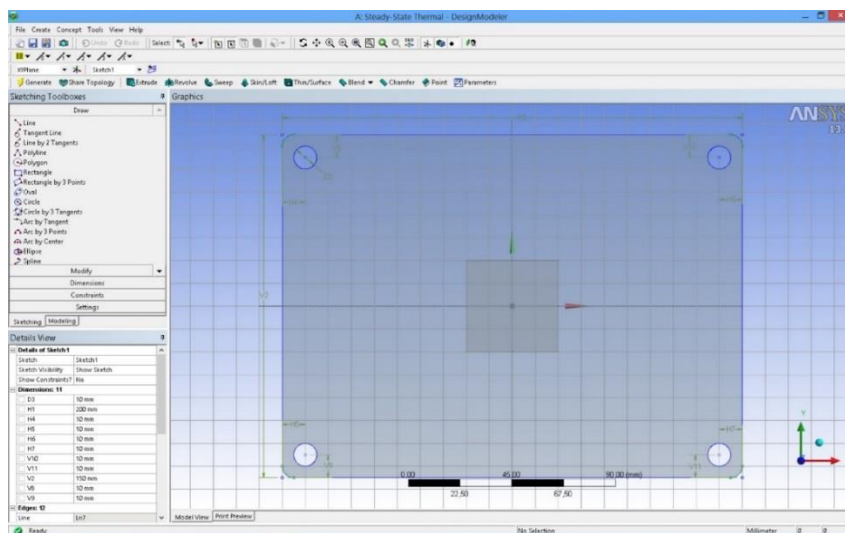 A: Steady-State Thermal - DesignModeler
File Create Concept Tools View Help
Undo Redo Select:
XYPlane Sketch1
Generate Share Topology Extrude Revolve Sweep Skin/Loft Thin/Surface Blend Chamfer Point Parameters
Sketching Toolboxes
Draw
Line
Tangent Line
Line by 2 Tangents
Polyline
Polygon
Rectangle
Rectangle by 3 Points
Oval
Circle
Circle by 3 Tangents
Arc by Tangent
Arc by 3 Points
Arc by Center
Ellipse
Spline
Modify
Dimensions
Constraints
Settings
Sketching Modeling
Details View
Details of Sketch1
Sketch Sketch1
Sketch Visibility Show Sketch
Show Constraints? No
Dimensions: 11
D3 10 mm
H1 200 mm
H4 10 mm
H5 10 mm
H6 10 mm
H7 10 mm
V10 10 mm
V11 10 mm
V2 150 mm
V8 10 mm
V9 10 mm
Edges: 12
Line Ln7
Graphics
ANSYS
V2
H7
V11
0,00 45,00 90,00 (mm)
22,50 67,50
Y
Model View Print Preview
Ready No Selection Millimeter 0 0